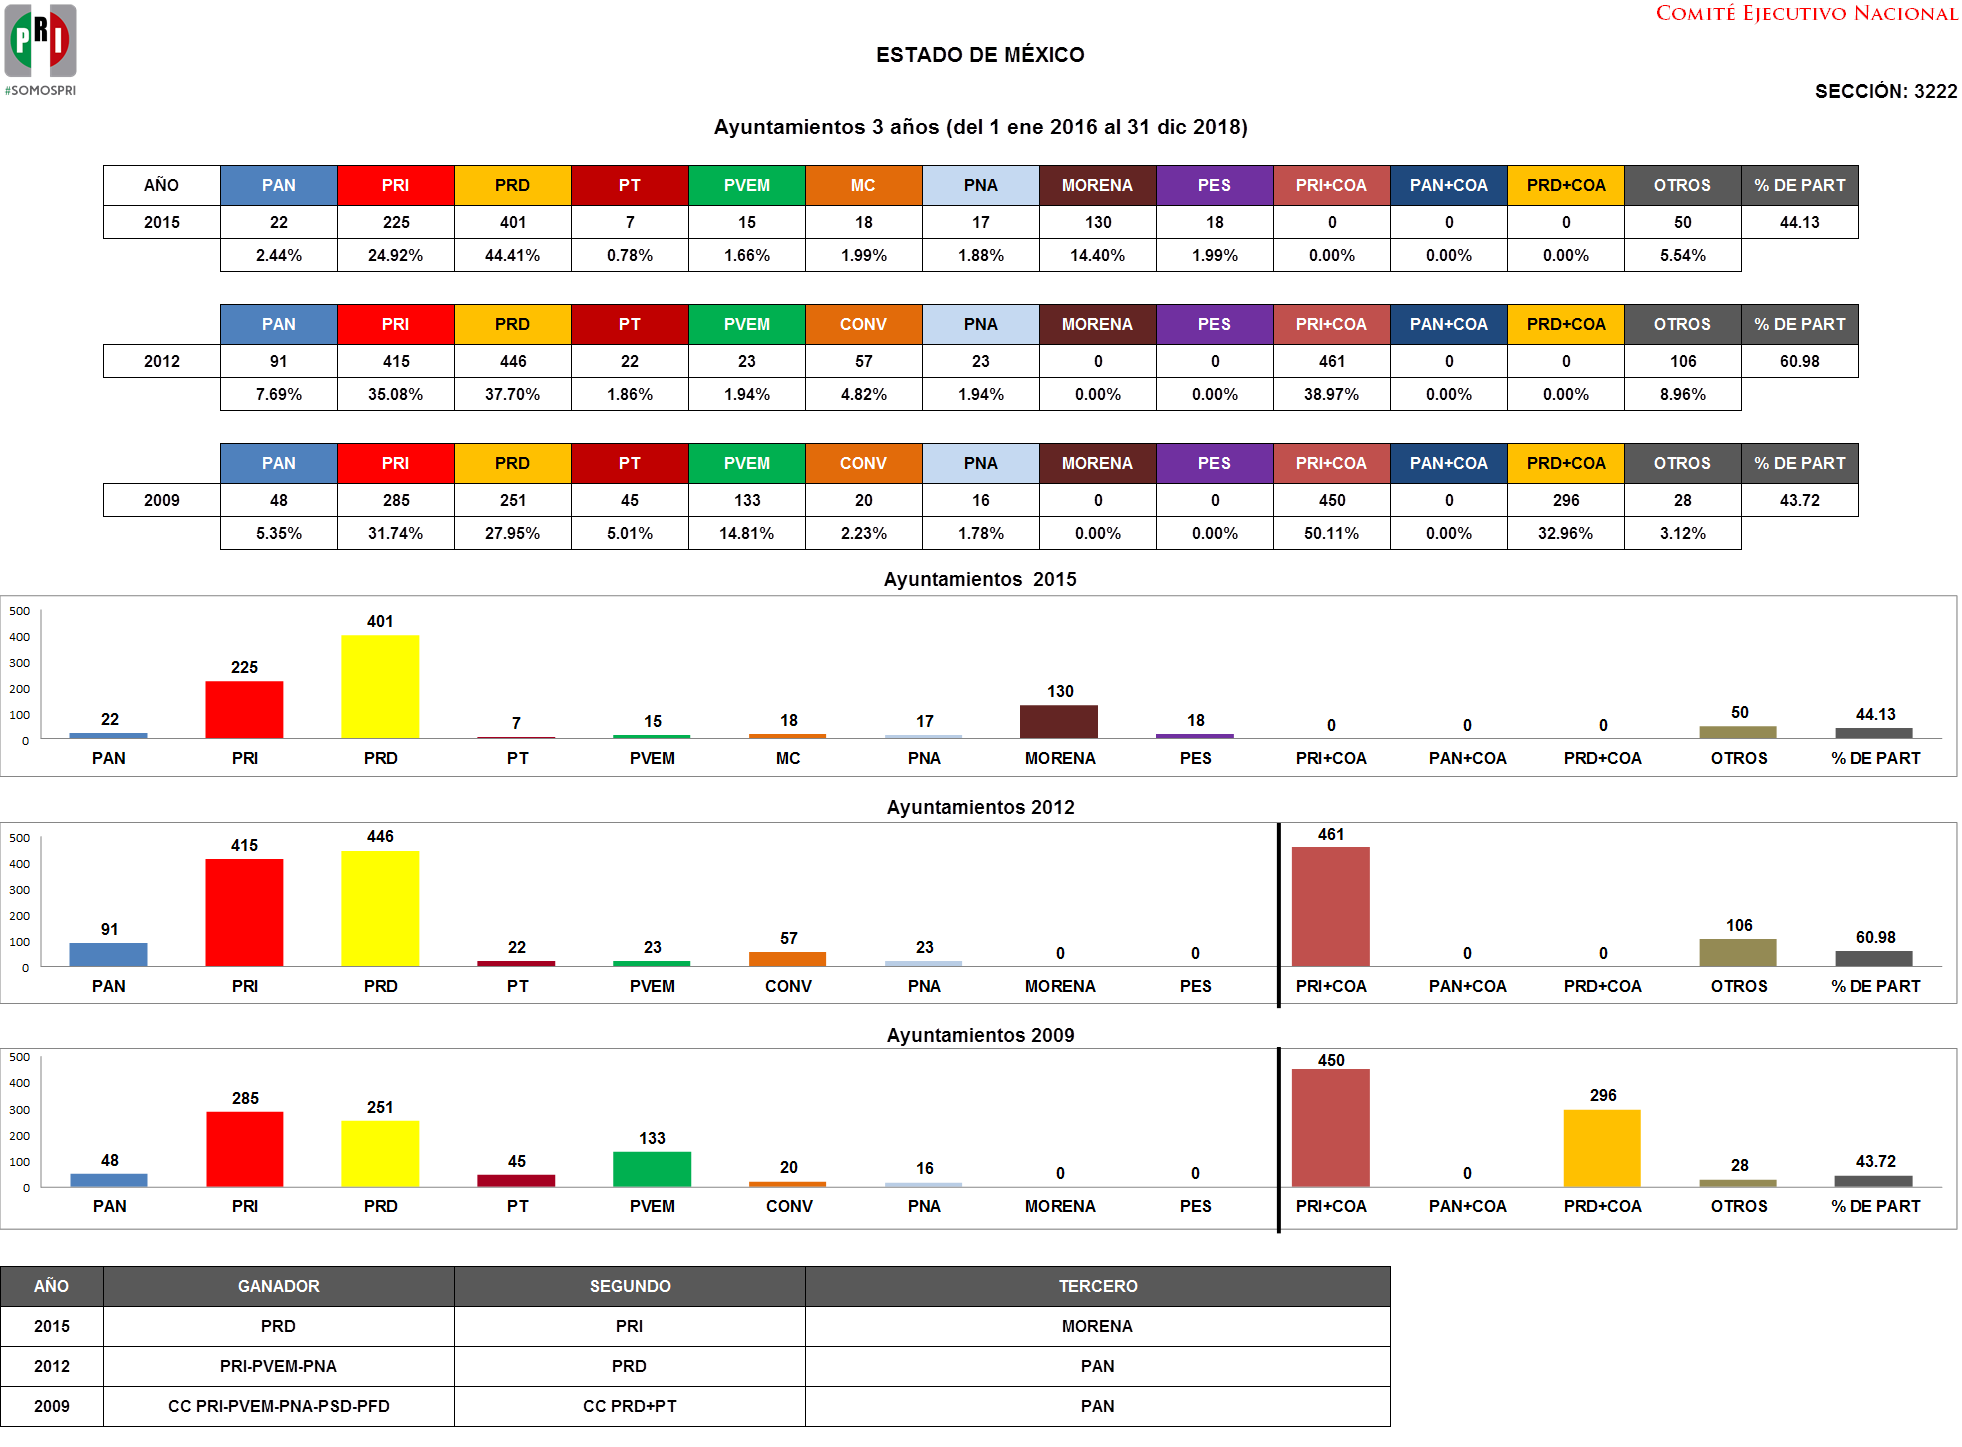 PRI
#SOMOSPRI
COMITÉ EJECUTIVO NACIONAL
ESTADO DE MÉXICO
SECCIÓN: 3222
Ayuntamientos 3 años (del 1 ene 2016 al 31 dic 2018)
AÑO PAN PRI PRD PT PVEM MC PNA MORENA PES PRI+COA PAN+COA PRD+COA OTROS % DE PART
2015 22 225 401 7 15 18 17 130 18 0 0 0 50 44.13
2.44% 24.92% 44.41% 0.78% 1.66% 1.99% 1.88% 14.40% 1.99% 0.00% 0.00% 0.00% 5.54%
PAN PRI PRD PT PVEM CONV PNA MORENA PES PRI+COA PAN+COA PRD+COA OTROS % DE PART
2012 91 415 446 22 23 57 23 0 0 461 0 0 106 60.98
7.69% 35.08% 37.70% 1.86% 1.94% 4.82% 1.94% 0.00% 0.00% 38.97% 0.00% 0.00% 8.96%
PAN PRI PRD PT PVEM CONV PNA MORENA PES PRI+COA PAN+COA PRD+COA OTROS % DE PART
2009 48 285 251 45 133 20 16 0 0 450 0 296 28 43.72
5.35% 31.74% 27.95% 5.01% 14.81% 2.23% 1.78% 0.00% 0.00% 50.11% 0.00% 32.96% 3.12%
Ayuntamientos 2015
500
400
300
200
100
0
22 225 401 7 15 18 17 130 18 0 0 0 50 44.13
PAN PRI PRD PT PVEM MC PNA MORENA PES PRI+COA PAN+COA PRD+COA OTROS % DE PART
Ayuntamientos 2012
500
400
300
200
100
0
91 415 446 22 23 57 23 0 0 461 0 0 106 60.98
PAN PRI PRD PT PVEM CONV PNA MORENA PES PRI+COA PAN+COA PRD+COA OTROS % DE PART
Ayuntamientos 2009
500
400
300
200
100
0
48 285 251 45 133 20 16 0 0 450 0 296 28 43.72
PAN PRI PRD PT PVEM CONV PNA MORENA PES PRI+COA PAN+COA PRD+COA OTROS % DE PART
AÑO GANADOR SEGUNDO TERCERO
2015 PRD PRI MORENA
2012 PRI-PVEM-PNA PRD PAN
2009 CC PRI-PVEM-PNA-PSD-PFD CC PRD+PT PAN